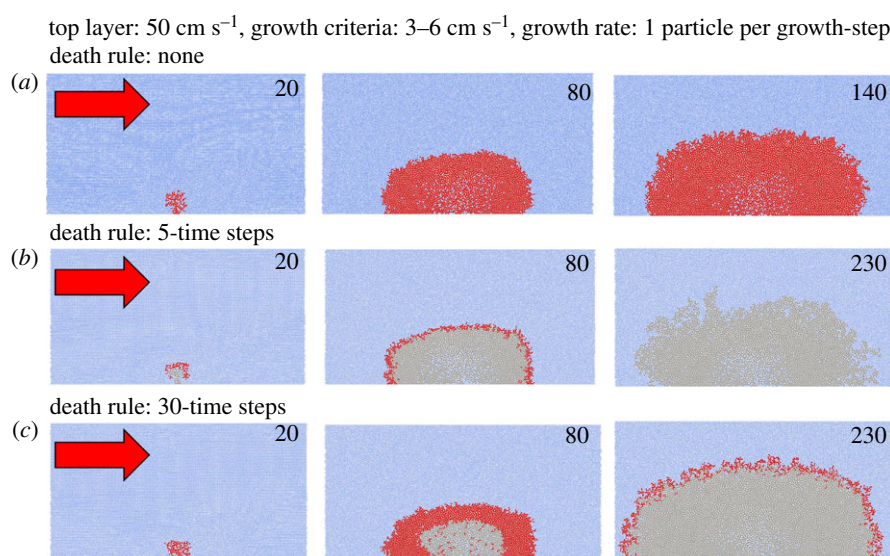 top layer: 50 cm s⁻¹, growth criteria: 3–6 cm s⁻¹, growth rate: 1 particle per growth-step
death rule: none
(a) 20 80 140
death rule: 5-time steps
(b) 20 80 230
death rule: 30-time steps
(c) 20 80 230